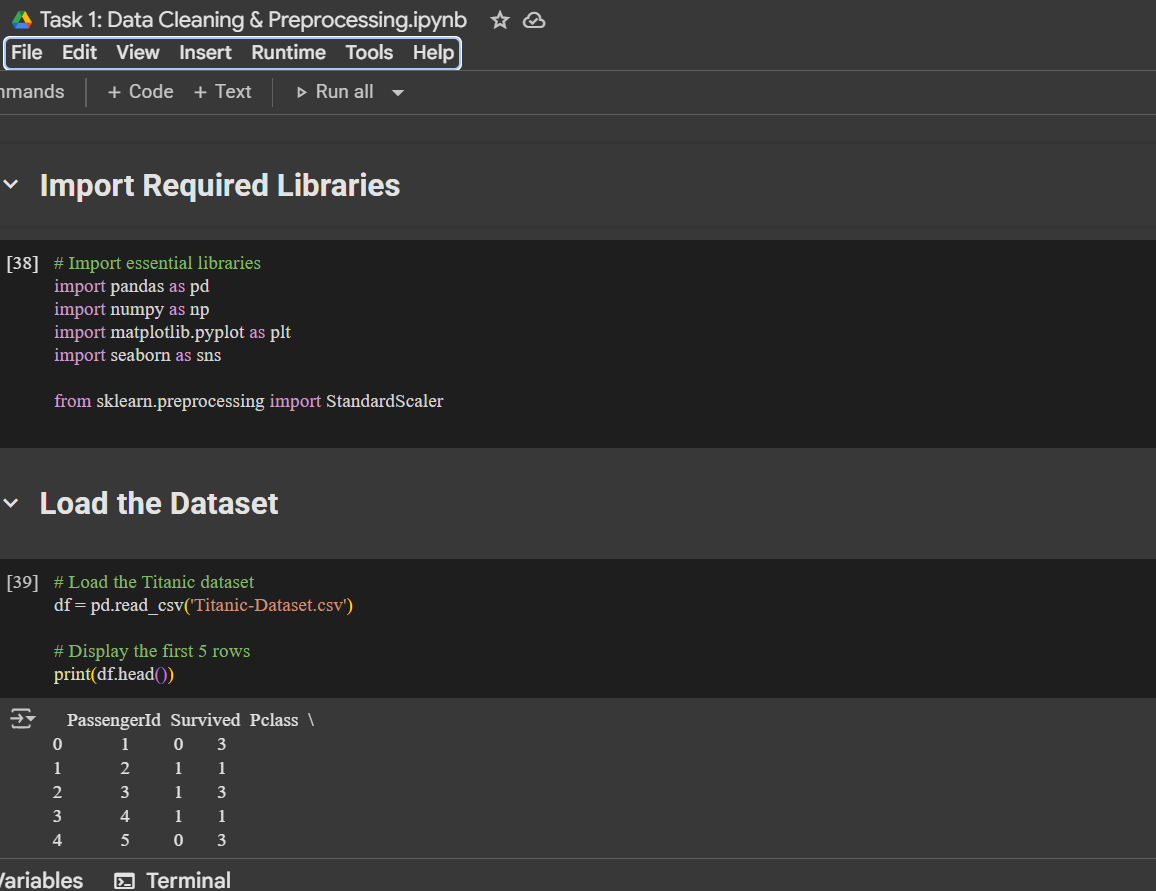 Task 1: Data Cleaning & Preprocessing.ipynb
File Edit View Insert Runtime Tools Help
+ Code + Text Run all
Import Required Libraries
[38] # Import essential libraries
import pandas as pd
import numpy as np
import matplotlib.pyplot as plt
import seaborn as sns
from sklearn.preprocessing import StandardScaler
Load the Dataset
[39] # Load the Titanic dataset
df = pd.read_csv('Titanic-Dataset.csv')
# Display the first 5 rows
print(df.head())
PassengerId Survived Pclass \
0 1 0 3
1 2 1 1
2 3 1 3
3 4 1 1
4 5 0 3
Terminal